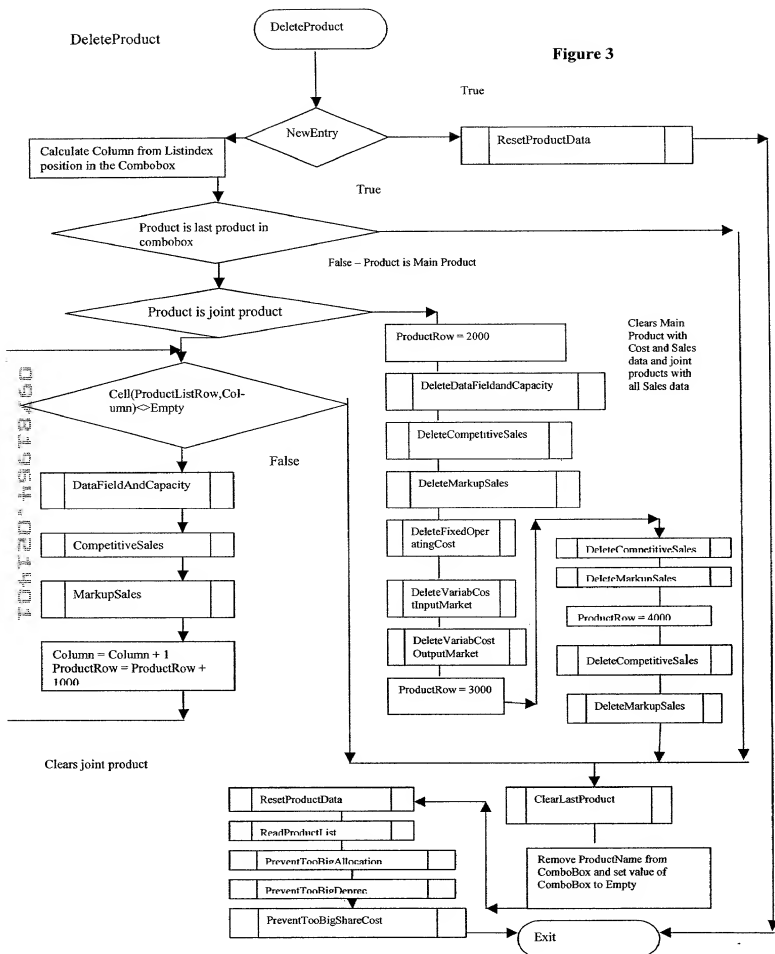 DeleteProduct
DeleteProduct
Figure 3
True
NewEntry
ResetProductData
Calculate Column from Listindex
position in the Combobox
True
Product is last product in
combobox
False – Product is Main Product
Product is joint product
ProductRow = 2000
Clears Main
Product with
Cost and Sales
data and joint
products with
all Sales data
DeleteDataFieldandCapacity
Cell(ProductListRow,Col-
umn)<>Empty
DeleteCompetitiveSales
False
DeleteMarkupSales
DataFieldAndCapacity
DeleteFixedOper
atingCost
CompetitiveSales
DeleteCompetitiveSales
DeleteMarkupSales
MarkupSales
DeleteVariabCos
tInputMarket
ProductRow = 4000
DeleteVariabCost
OutputMarket
Column = Column + 1
ProductRow = ProductRow +
1000
DeleteCompetitiveSales
ProductRow = 3000
DeleteMarkupSales
Clears joint product
ResetProductData
ClearLastProduct
ReadProductList
PreventTooBigAllocation
Remove ProductName from
ComboBox and set value of
ComboBox to Empty
PreventTooBigDeprec
PreventTooBigShareCost
Exit